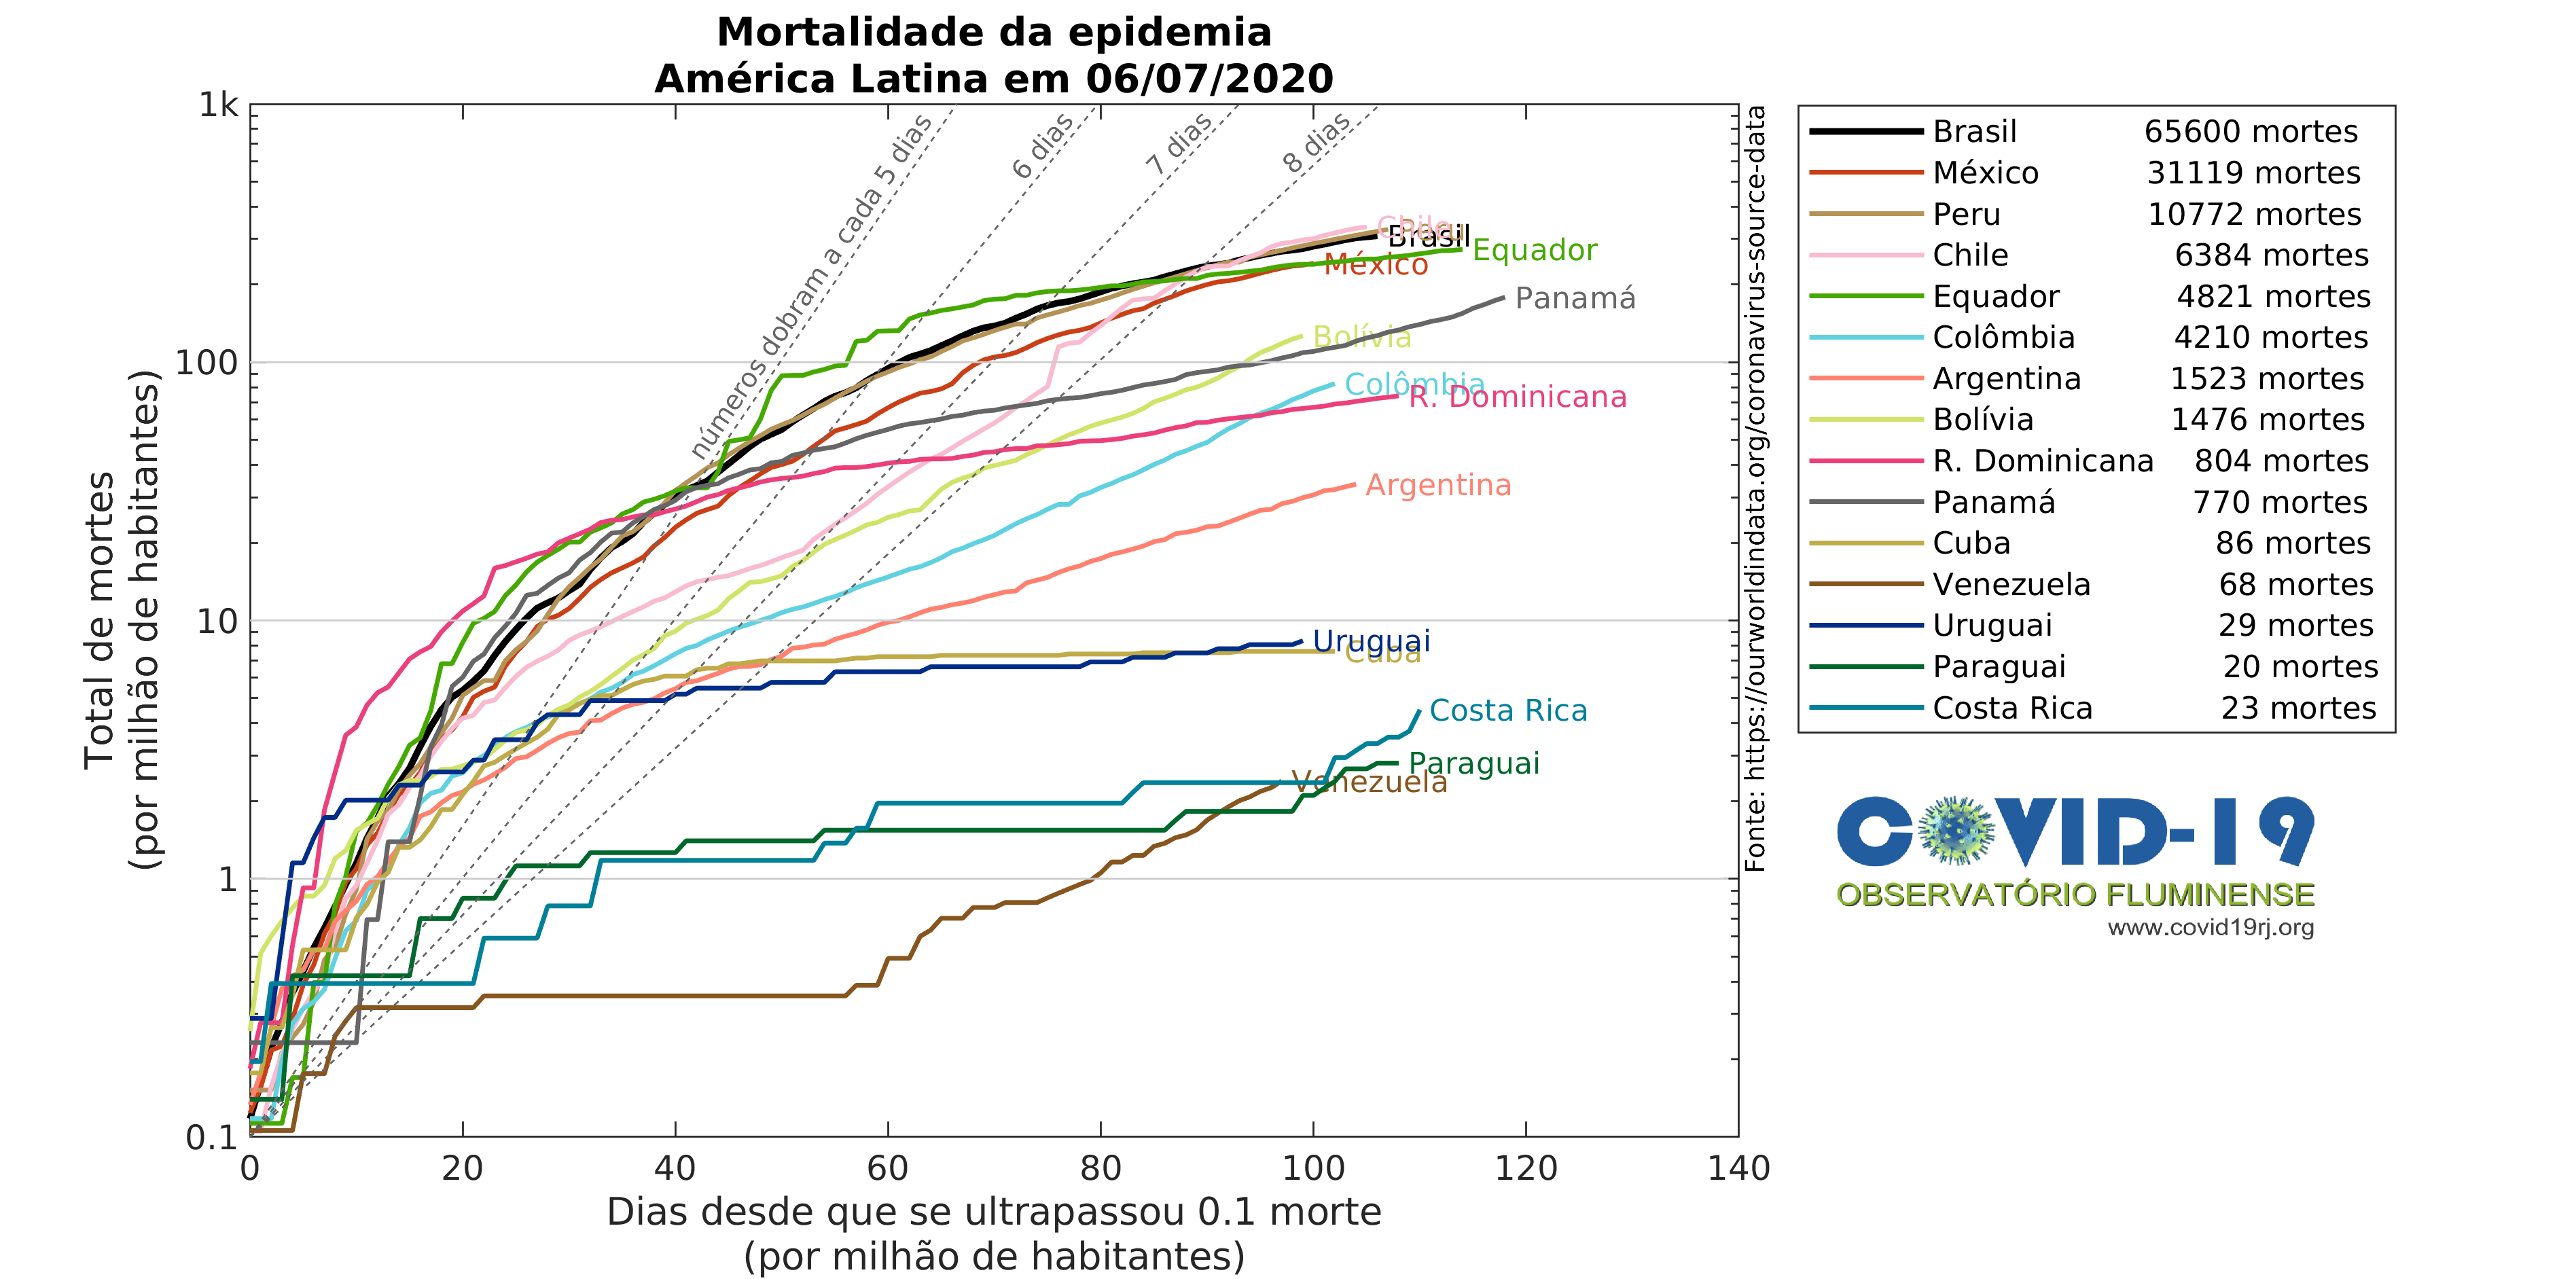 Mortalidade da epidemia
América Latina em 06/07/2020
Total de mortes
(por milhão de habitantes)
1k
100
10
1
0.1
0
20
40
60
80
100
120
140
Dias desde que se ultrapassou 0.1 morte
(por milhão de habitantes)
números dobram a cada 5 dias
6 dias
7 dias
8 dias
Chile
Peru
Brasil
Equador
México
Panamá
Bolívia
Colômbia
R. Dominicana
Argentina
Uruguai
Cuba
Costa Rica
Paraguai
Venezuela
Fonte: https://ourworldindata.org/coronavirus-source-data
Brasil 65600 mortes
México 31119 mortes
Peru 10772 mortes
Chile 6384 mortes
Equador 4821 mortes
Colômbia 4210 mortes
Argentina 1523 mortes
Bolívia 1476 mortes
R. Dominicana 804 mortes
Panamá 770 mortes
Cuba 86 mortes
Venezuela 68 mortes
Uruguai 29 mortes
Paraguai 20 mortes
Costa Rica 23 mortes
COVID-19
OBSERVATÓRIO FLUMINENSE
www.covid19rj.org